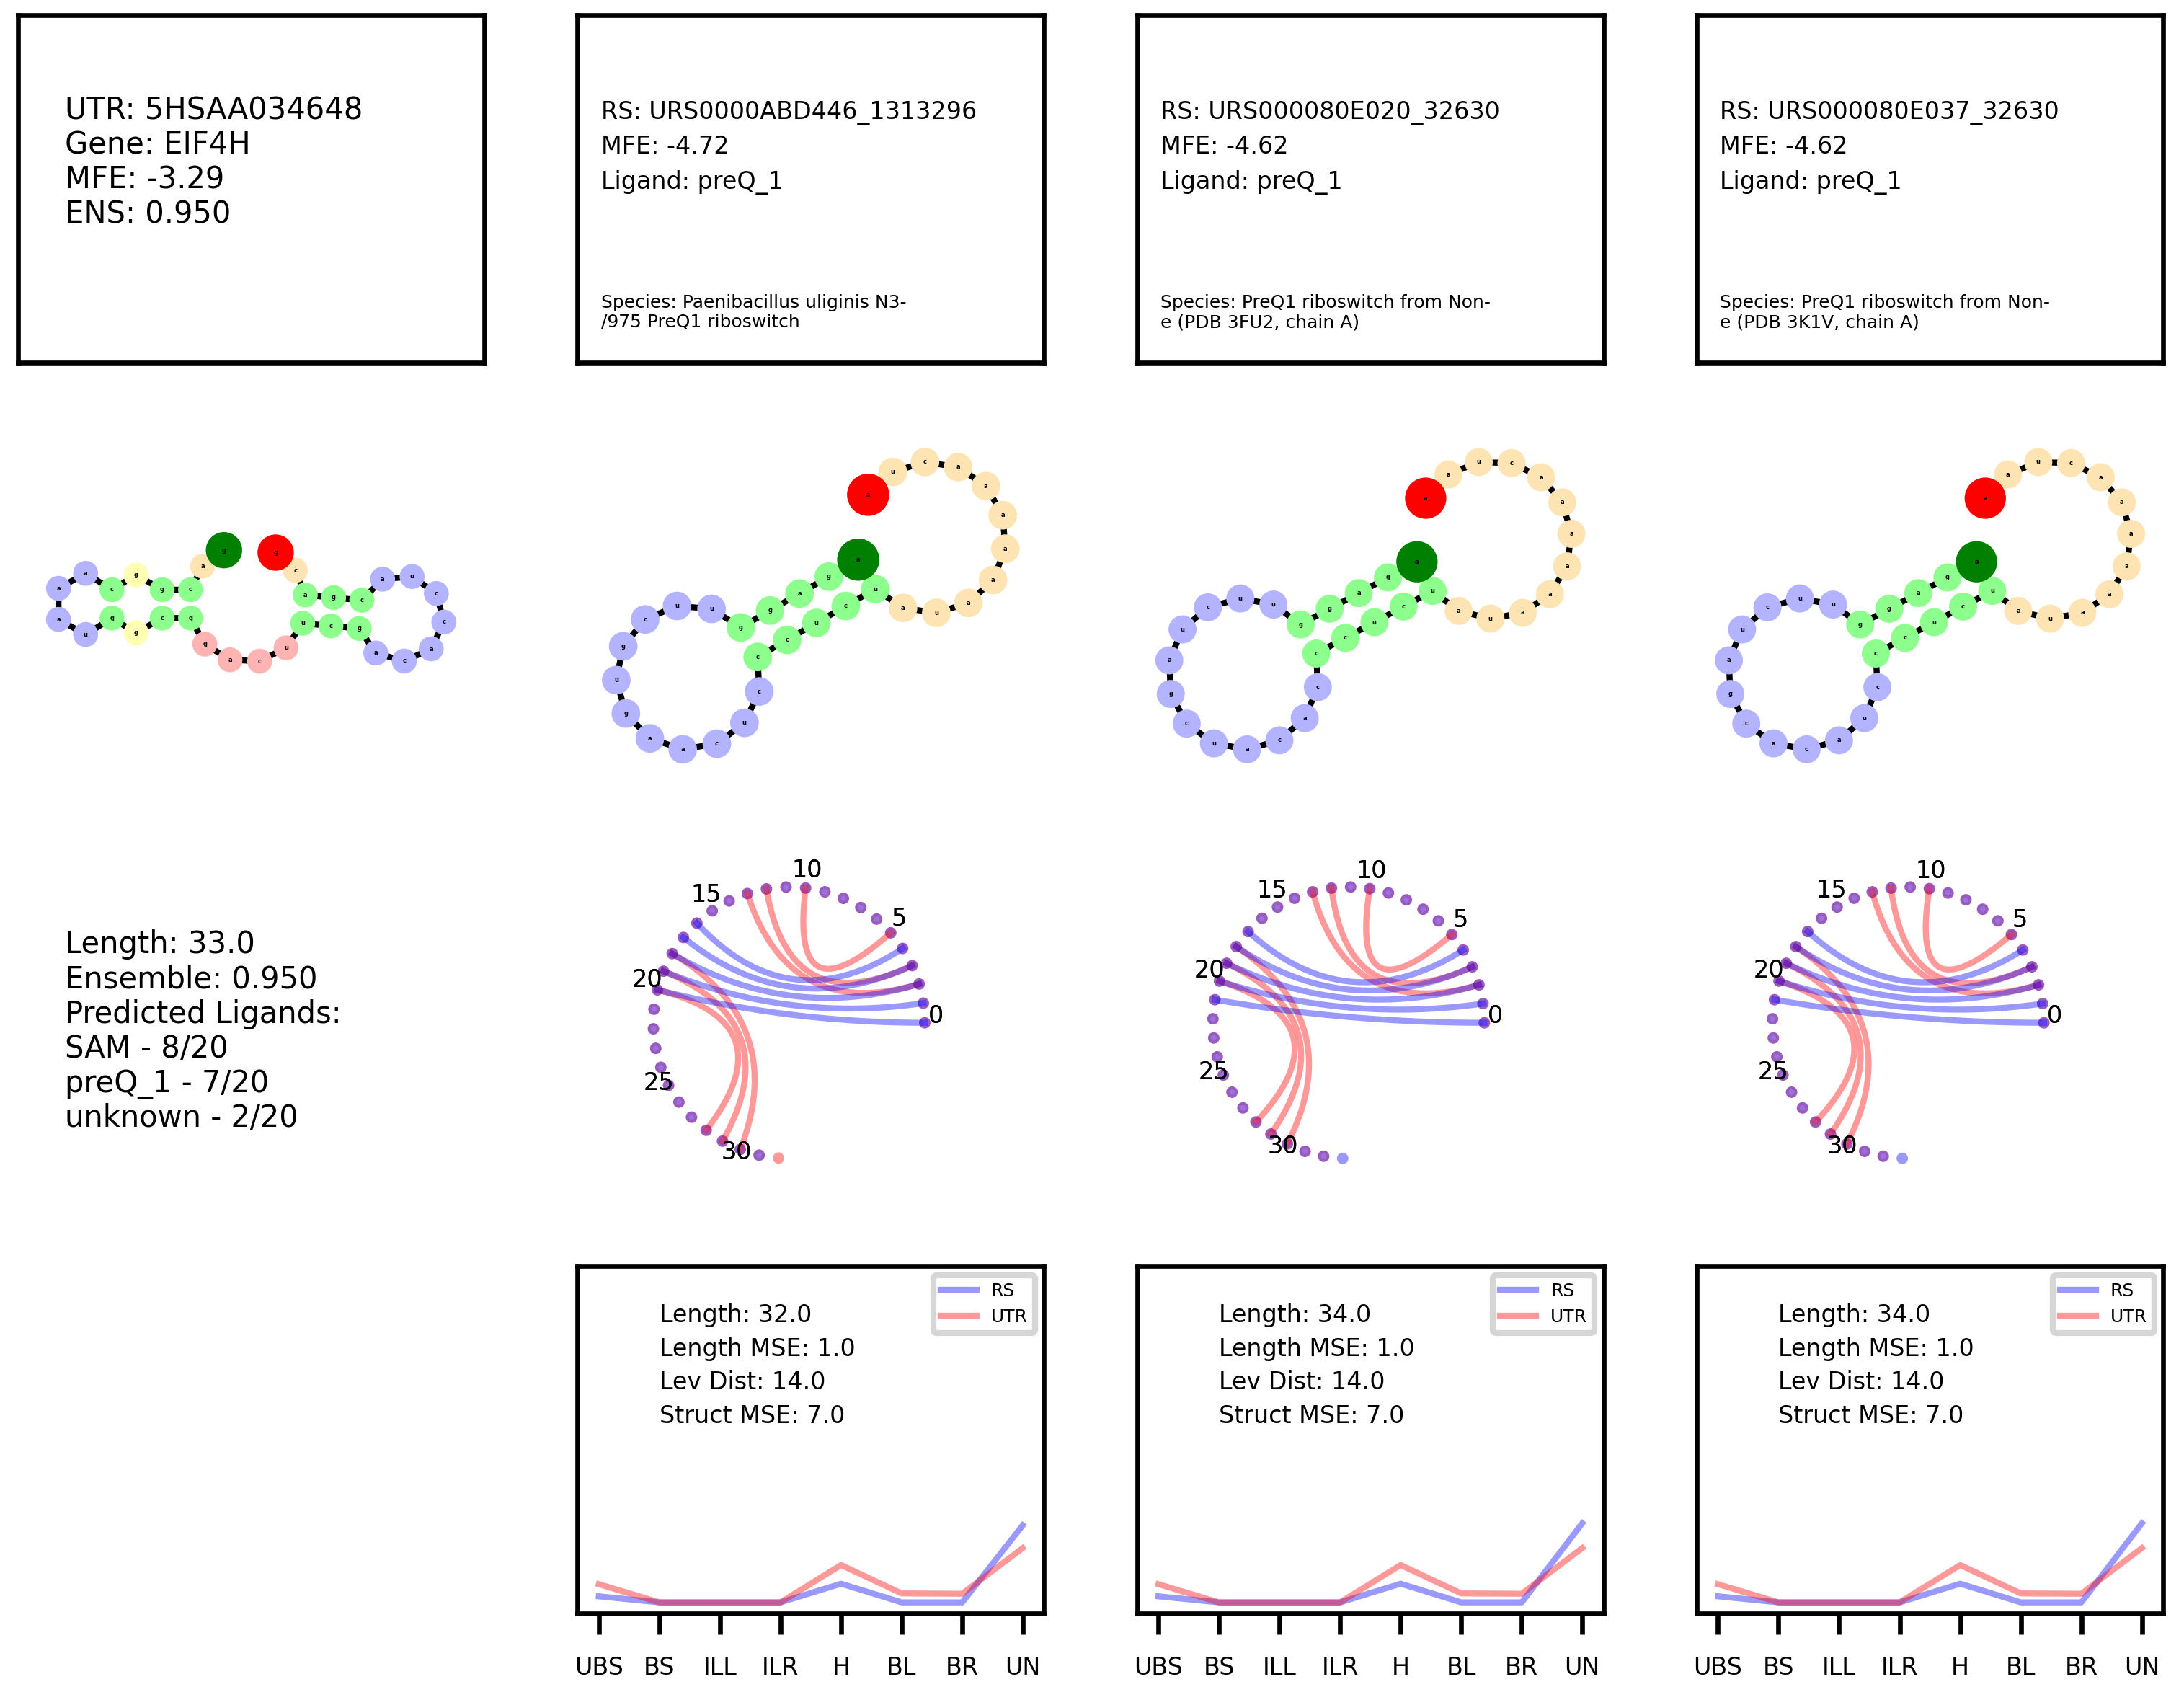 UTR: 5HSAA034648
Gene: EIF4H
MFE: -3.29
ENS: 0.950
RS: URS0000ABD446_1313296
MFE: -4.72
Ligand: preQ_1
Species: Paenibacillus uliginis N3-
/975 PreQ1 riboswitch
RS: URS000080E020_32630
MFE: -4.62
Ligand: preQ_1
Species: PreQ1 riboswitch from Non-
e (PDB 3FU2, chain A)
RS: URS000080E037_32630
MFE: -4.62
Ligand: preQ_1
Species: PreQ1 riboswitch from Non-
e (PDB 3K1V, chain A)
Length: 33.0
Ensemble: 0.950
Predicted Ligands:
SAM - 8/20
preQ_1 - 7/20
unknown - 2/20
0
5
10
15
20
25
30
0
5
10
15
20
25
30
0
5
10
15
20
25
30
RS
UTR
Length: 32.0
Length MSE: 1.0
Lev Dist: 14.0
Struct MSE: 7.0
UBS BS ILL ILR H BL BR UN
RS
UTR
Length: 34.0
Length MSE: 1.0
Lev Dist: 14.0
Struct MSE: 7.0
UBS BS ILL ILR H BL BR UN
RS
UTR
Length: 34.0
Length MSE: 1.0
Lev Dist: 14.0
Struct MSE: 7.0
UBS BS ILL ILR H BL BR UN